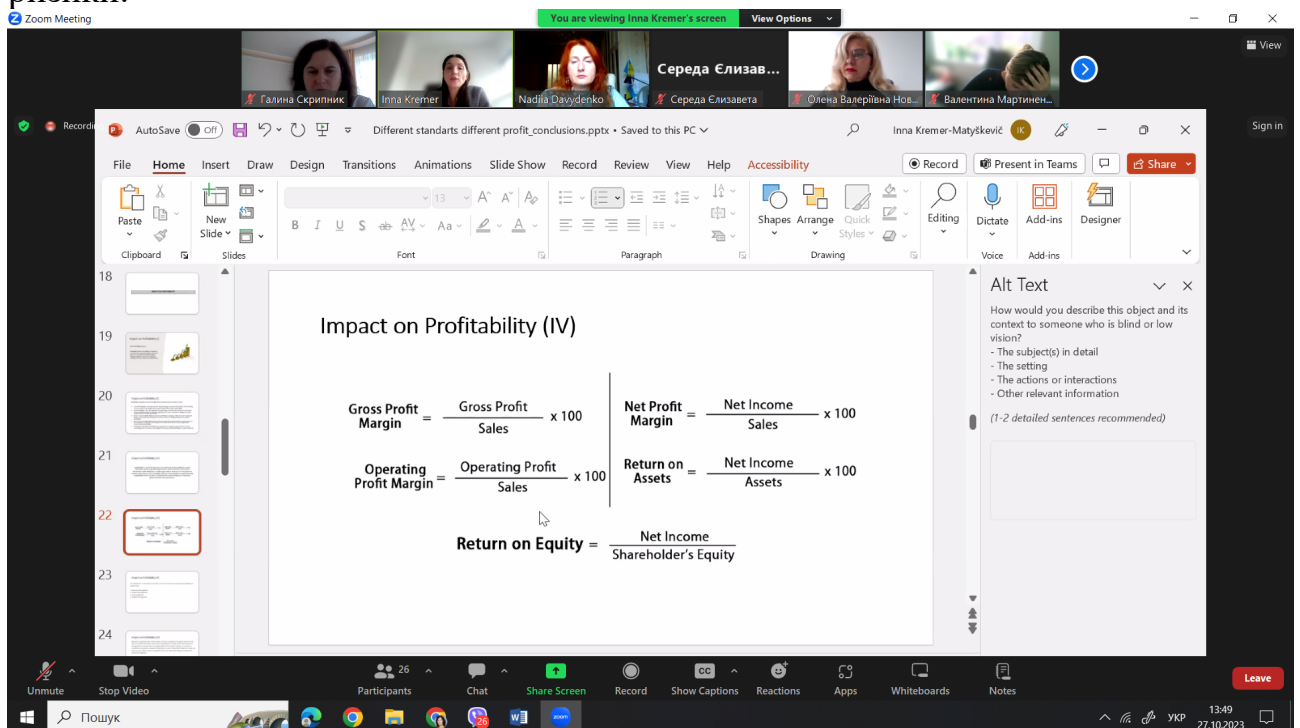 Zoom Meeting
You are viewing Inna Kremer's screen View Options
View
Галина Скрипник
Inna Kremer
Nadiia Davydenko
Середа Єлизав...
Середа Єлизавета
Олена Валеріївна Нов...
Валентина Мартинен...
Recordi
Sign in
AutoSave Off Different standarts different profit_conclusions.pptx • Saved to this PC Inna Kremer-Matyškevič IK
File Home Insert Draw Design Transitions Animations Slide Show Record Review View Help Accessibility Record Present in Teams Share
Paste New Slide 13 Shapes Arrange Quick Styles Editing Dictate Add-ins Designer
B I U S ab AV Aa A
Clipboard Slides Font Paragraph Drawing Voice Add-ins
18
19
20
21
22
23
24
Impact on Profitability (IV)
Gross Profit Margin = Gross Profit / Sales x 100
Net Profit Margin = Net Income / Sales x 100
Operating Profit Margin = Operating Profit / Sales x 100
Return on Assets = Net Income / Assets x 100
Return on Equity = Net Income / Shareholder's Equity
Alt Text
How would you describe this object and its
context to someone who is blind or low
vision?
- The subject(s) in detail
- The setting
- The actions or interactions
- Other relevant information
(1-2 detailed sentences recommended)
Unmute Stop Video Participants 26 Chat Share Screen Record CC Show Captions Reactions Apps Whiteboards Notes Leave
Пошук 26 zoom УКР 13:49
27.10.2023